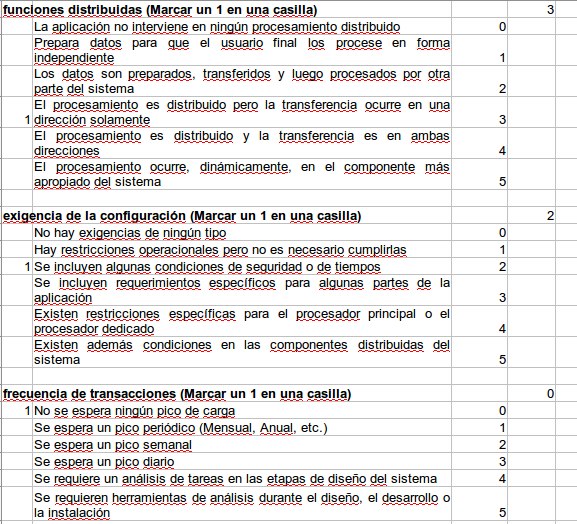 funciones distribuidas (Marcar un 1 en una casilla) 3
La aplicación no interviene en ningún procesamiento distribuido 0
Prepara datos para que el usuario final los procese en forma
independiente 1
Los datos son preparados, transferidos y luego procesados por otra
parte del sistema 2
El procesamiento es distribuido pero la transferencia ocurre en una
1 dirección solamente 3
El procesamiento es distribuido y la transferencia es en ambas
direcciones 4
El procesamiento ocurre, dinámicamente, en el componente más
apropiado del sistema 5
exigencia de la configuración (Marcar un 1 en una casilla) 2
No hay exigencias de ningún tipo 0
Hay restricciones operacionales pero no es necesario cumplirlas 1
1 Se incluyen algunas condiciones de seguridad o de tiempos 2
Se incluyen requerimientos específicos para algunas partes de la
aplicación 3
Existen restricciones específicas para el procesador principal o el
procesador dedicado 4
Existen además condiciones en las componentes distribuidas del
sistema 5
frecuencia de transacciones (Marcar un 1 en una casilla) 0
1 No se espera ningún pico de carga 0
Se espera un pico periódico (Mensual, Anual, etc.) 1
Se espera un pico semanal 2
Se espera un pico diario 3
Se requiere un análisis de tareas en las etapas de diseño del sistema 4
Se requieren herramientas de análisis durante el diseño, el desarrollo o
la instalación 5